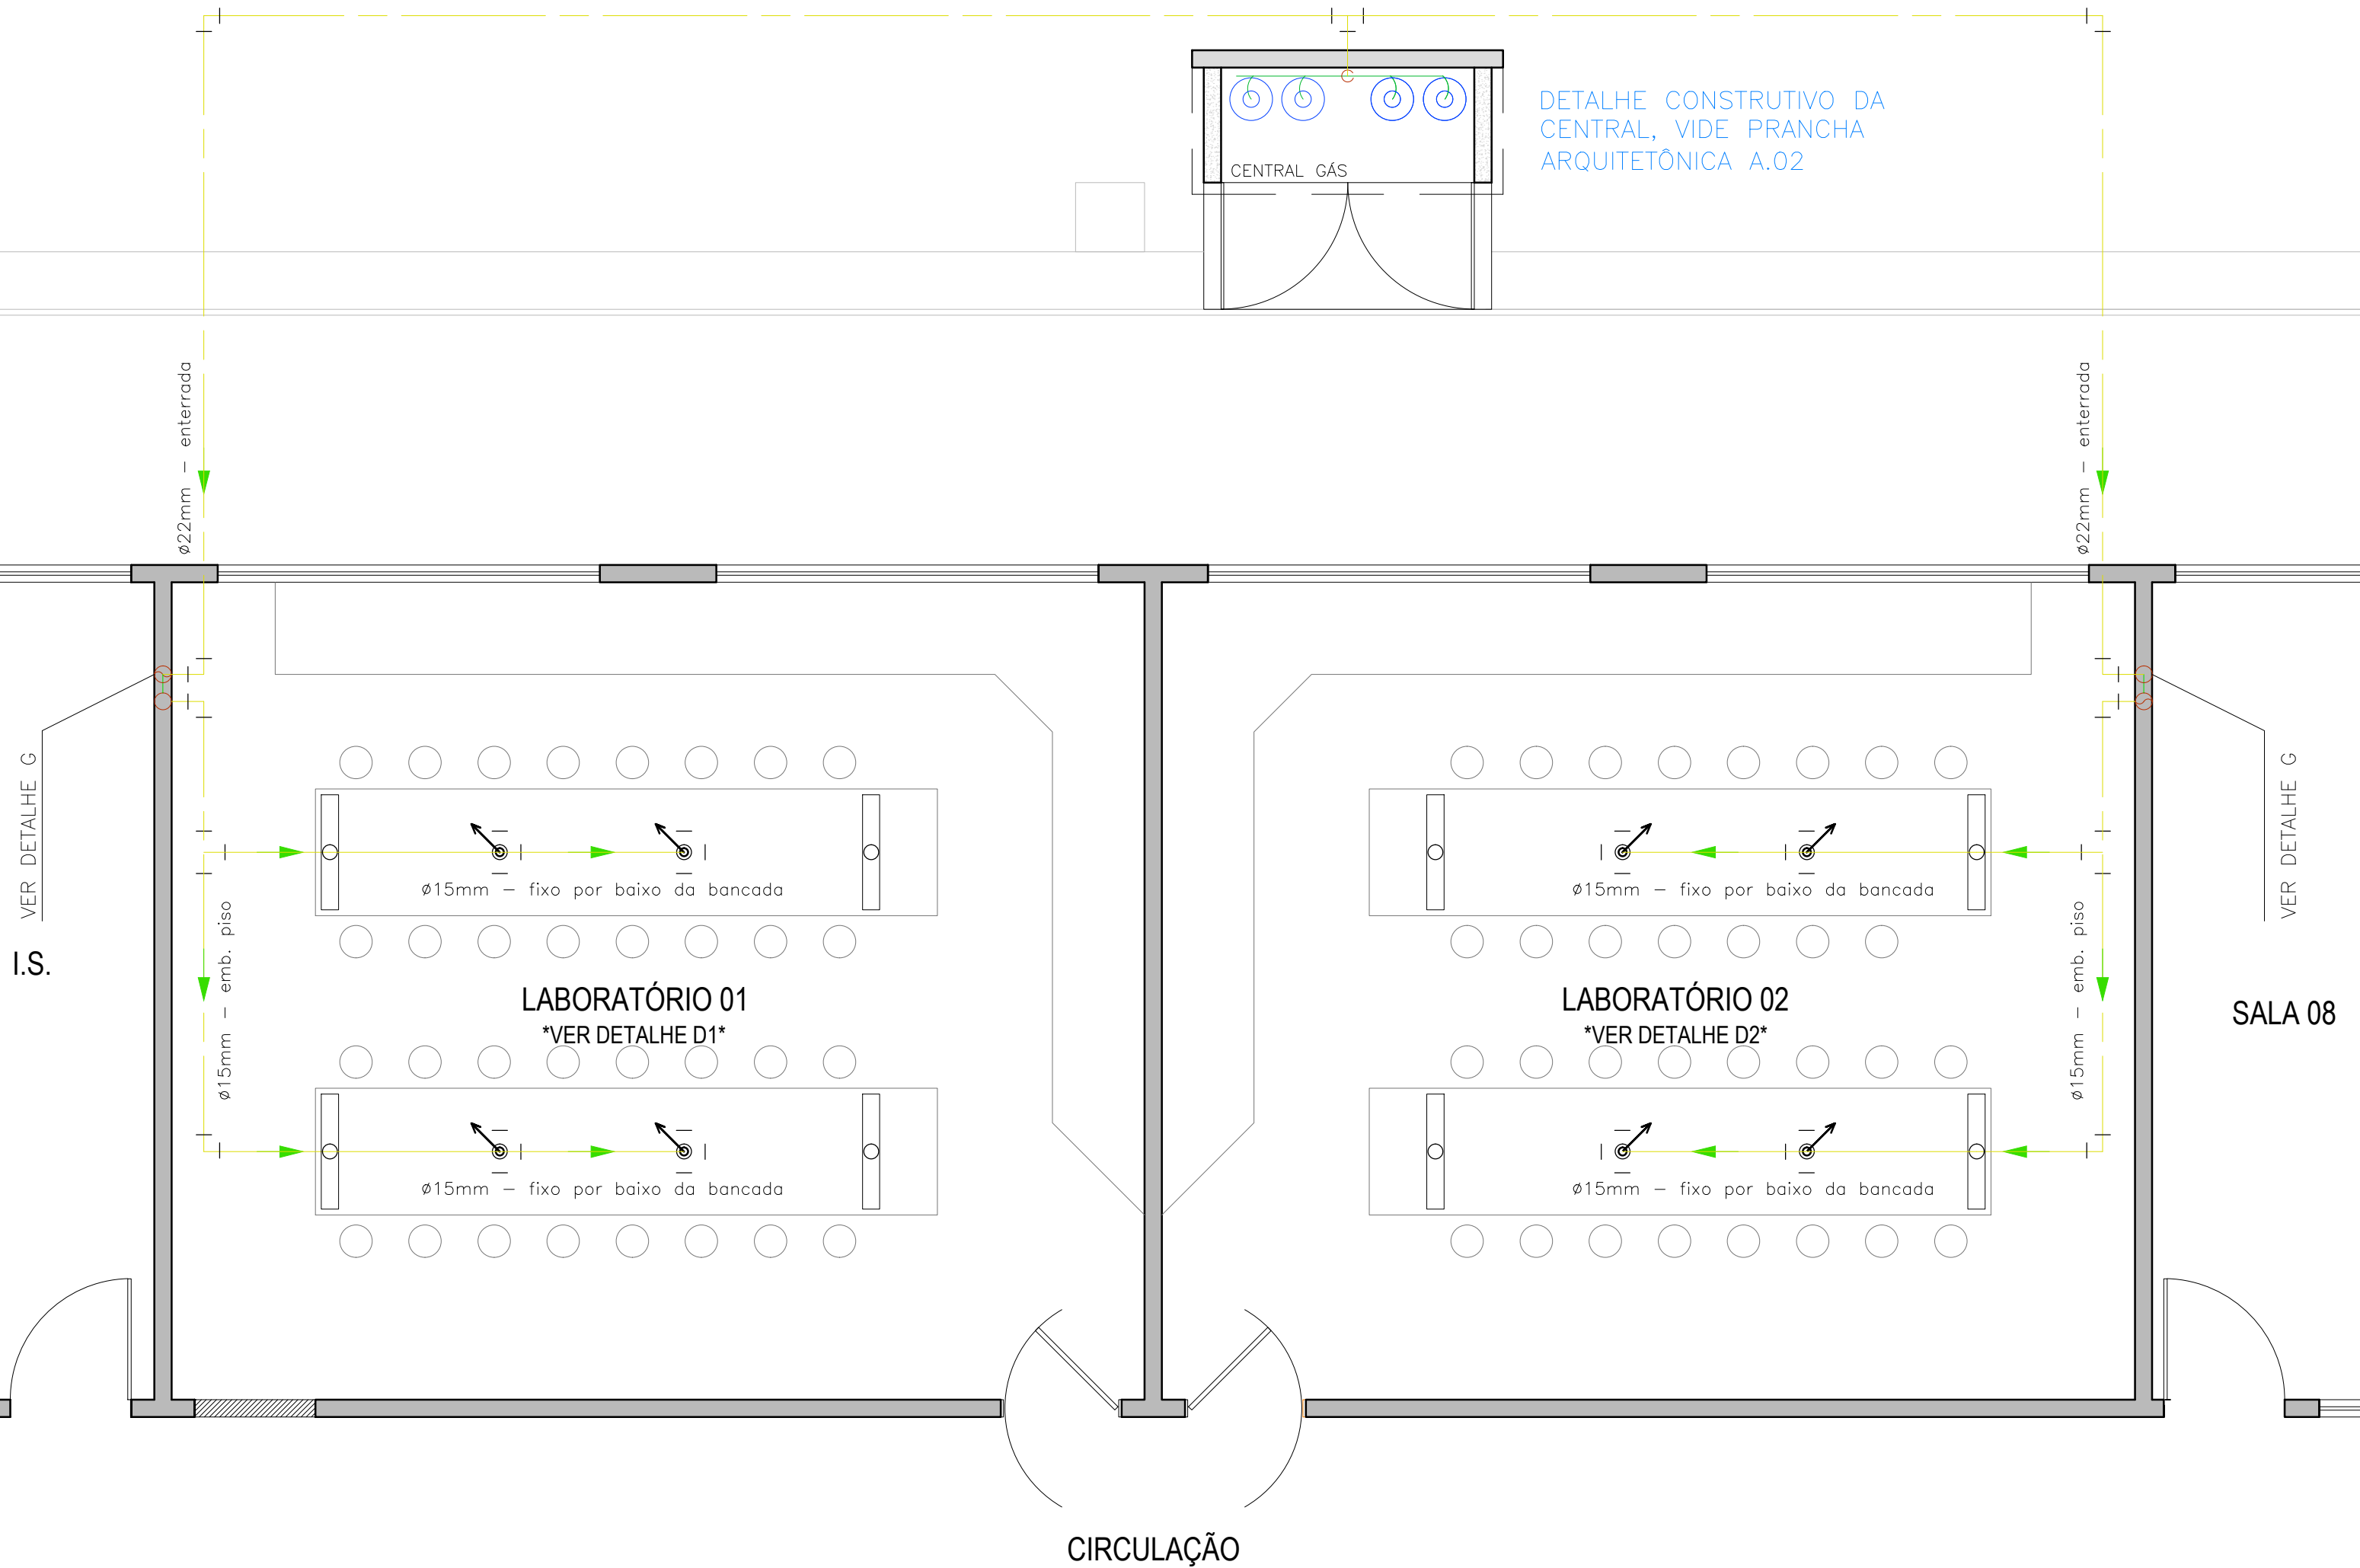 DETALHE CONSTRUTIVO DA
CENTRAL, VIDE PRANCHA
ARQUITETÔNICA A.02
CENTRAL GÁS
ø22mm – enterrada
ø22mm – enterrada
VER DETALHE G
VER DETALHE G
ø15mm – fixo por baixo da bancada
ø15mm – fixo por baixo da bancada
I.S.
ø15mm – emb. piso
LABORATÓRIO 01
*VER DETALHE D1*
LABORATÓRIO 02
*VER DETALHE D2*
ø15mm – emb. piso
SALA 08
ø15mm – fixo por baixo da bancada
ø15mm – fixo por baixo da bancada
CIRCULAÇÃO